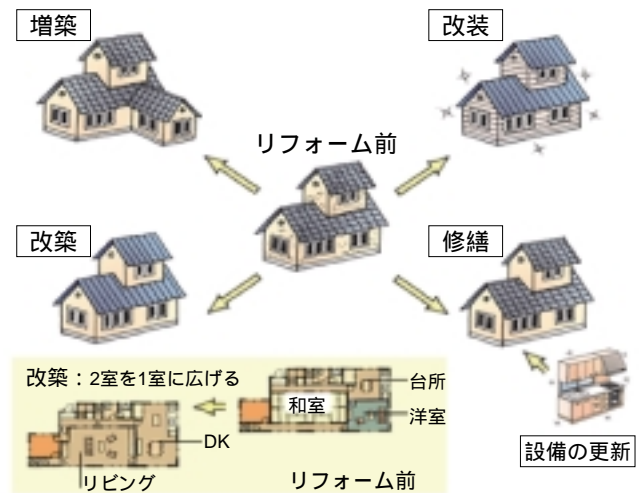 増築
改装
リフォーム前
改築
修繕
改築：2室を1室に広げる
台所
和室
洋室
DK
リビング
リフォーム前
設備の更新